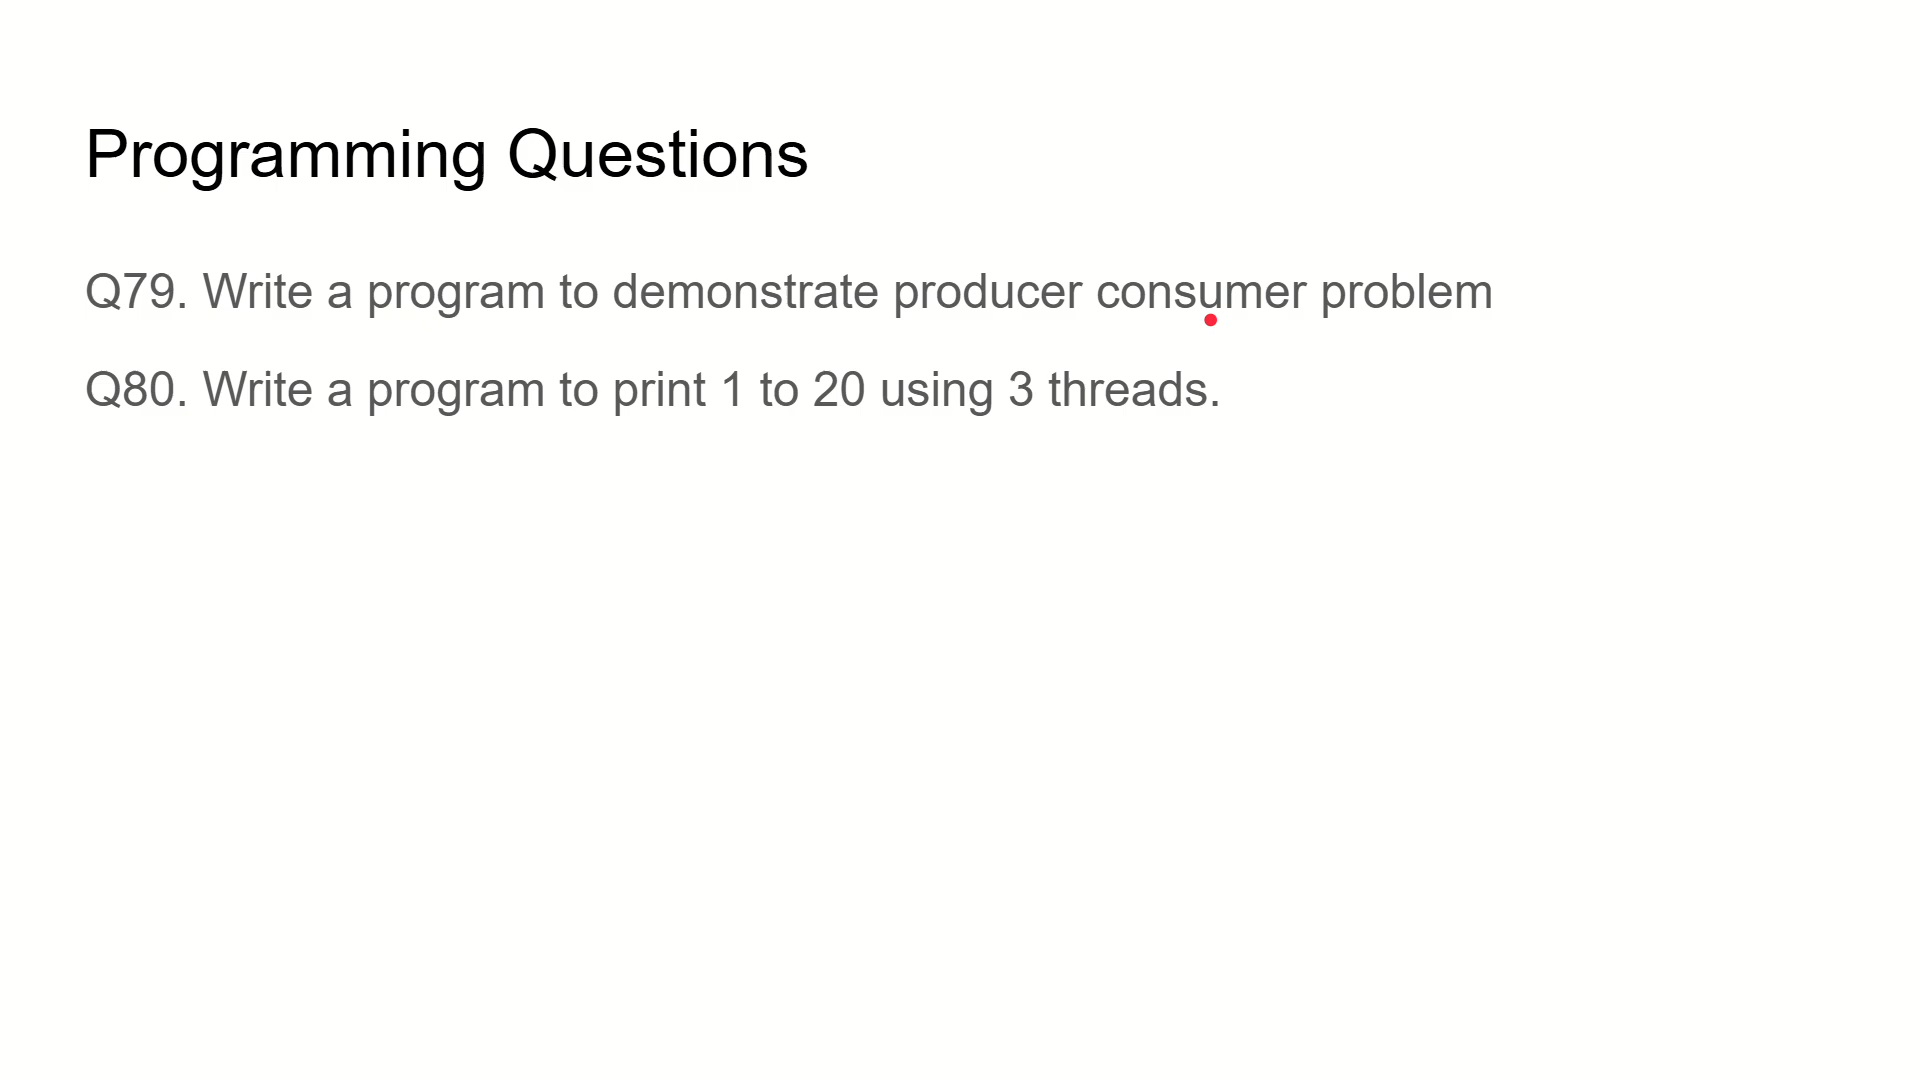 Programming Questions
Q79. Write a program to demonstrate producer consumer problem
Q80. Write a program to print 1 to 20 using 3 threads.